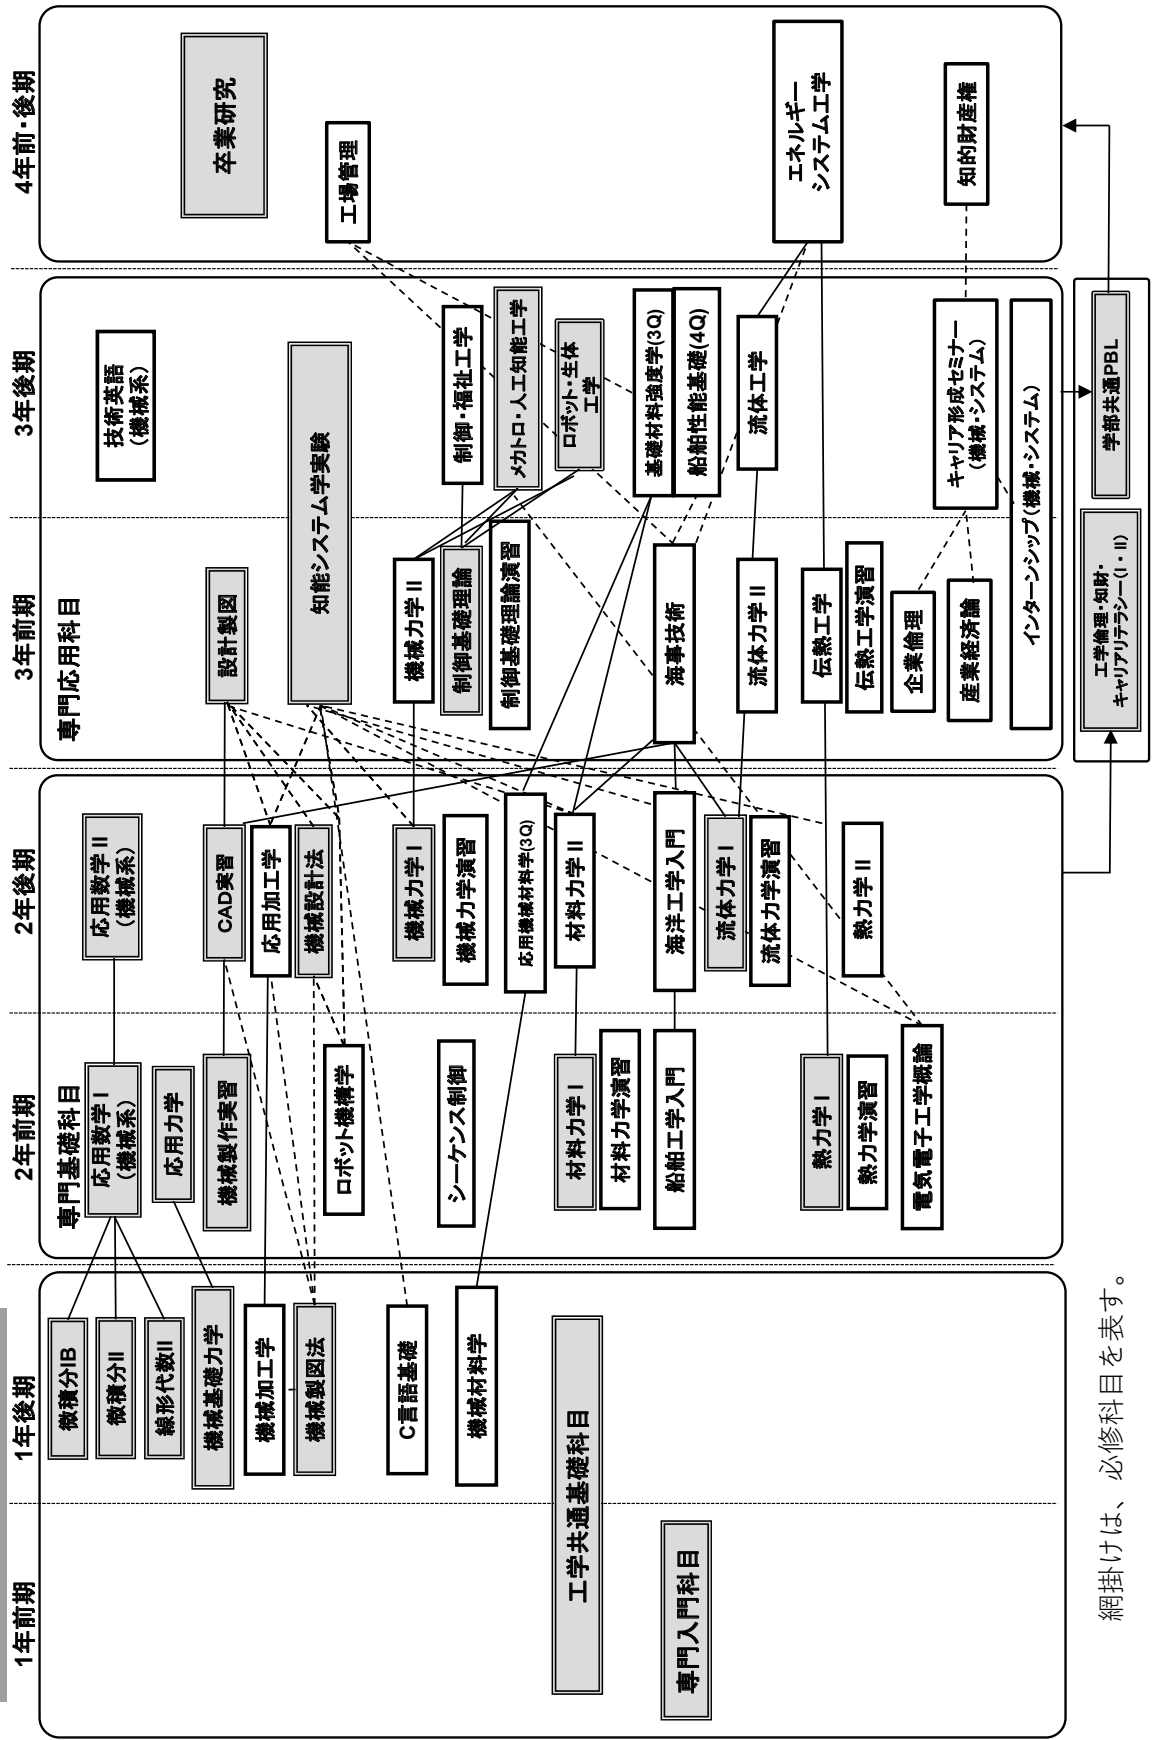 1年前期
1年後期
2年前期
2年後期
3年前期
3年後期
4年前・後期
専門基礎科目
専門応用科目
微積分IB
微積分II
線形代数II
機械基礎力学
機械加工学
機械製図法
C言語基礎
機械材料学
工学共通基礎科目
専門入門科目
応用数学 I
(機械系)
応用力学
機械製作実習
ロボット機構学
シーケンス制御
材料力学 I
材料力学演習
船舶工学入門
熱力学 I
熱力学演習
電気電子工学概論
応用数学 II
(機械系)
CAD実習
応用加工学
機械設計法
機械力学 I
機械力学演習
応用機械材料学(3Q)
材料力学 II
海洋工学入門
流体力学 I
流体力学演習
熱力学 II
設計製図
知能システム学実験
機械力学 II
制御基礎理論
制御基礎理論演習
海事技術
流体力学 II
伝熱工学
伝熱工学演習
企業倫理
産業経済論
インターンシップ(機械・システム)
技術英語
(機械系)
制御・福祉工学
メカトロ・人工知能工学
ロボット・生体
工学
基礎材料強度学(3Q)
船舶性能基礎(4Q)
流体工学
キャリア形成セミナー
(機械・システム)
卒業研究
工場管理
エネルギー
システム工学
知的財産権
工学倫理・知財・
キャリアリテラシー(I・II)
学部共通PBL
網掛けは、必修科目を表す。